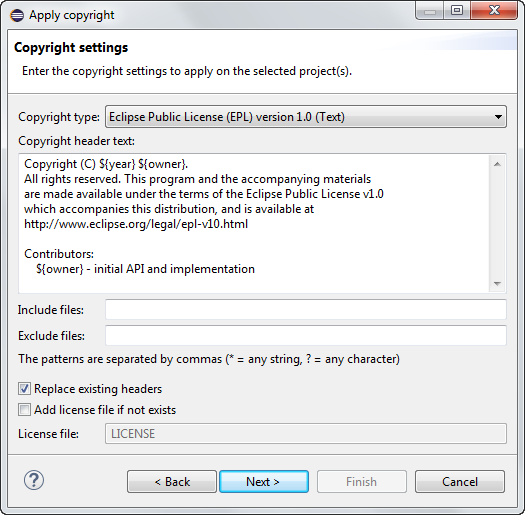 Apply copyright
Copyright settings
Enter the copyright settings to apply on the selected project(s).
Copyright type: Eclipse Public License (EPL) version 1.0 (Text)
Copyright header text:
Copyright (C) ${year} ${owner}.
All rights reserved. This program and the accompanying materials
are made available under the terms of the Eclipse Public License v1.0
which accompanies this distribution, and is available at
http://www.eclipse.org/legal/epl-v10.html
Contributors:
${owner} - initial API and implementation
Include files:
Exclude files:
The patterns are separated by commas (* = any string, ? = any character)
Replace existing headers
Add license file if not exists
License file: LICENSE
? < Back Next > Finish Cancel